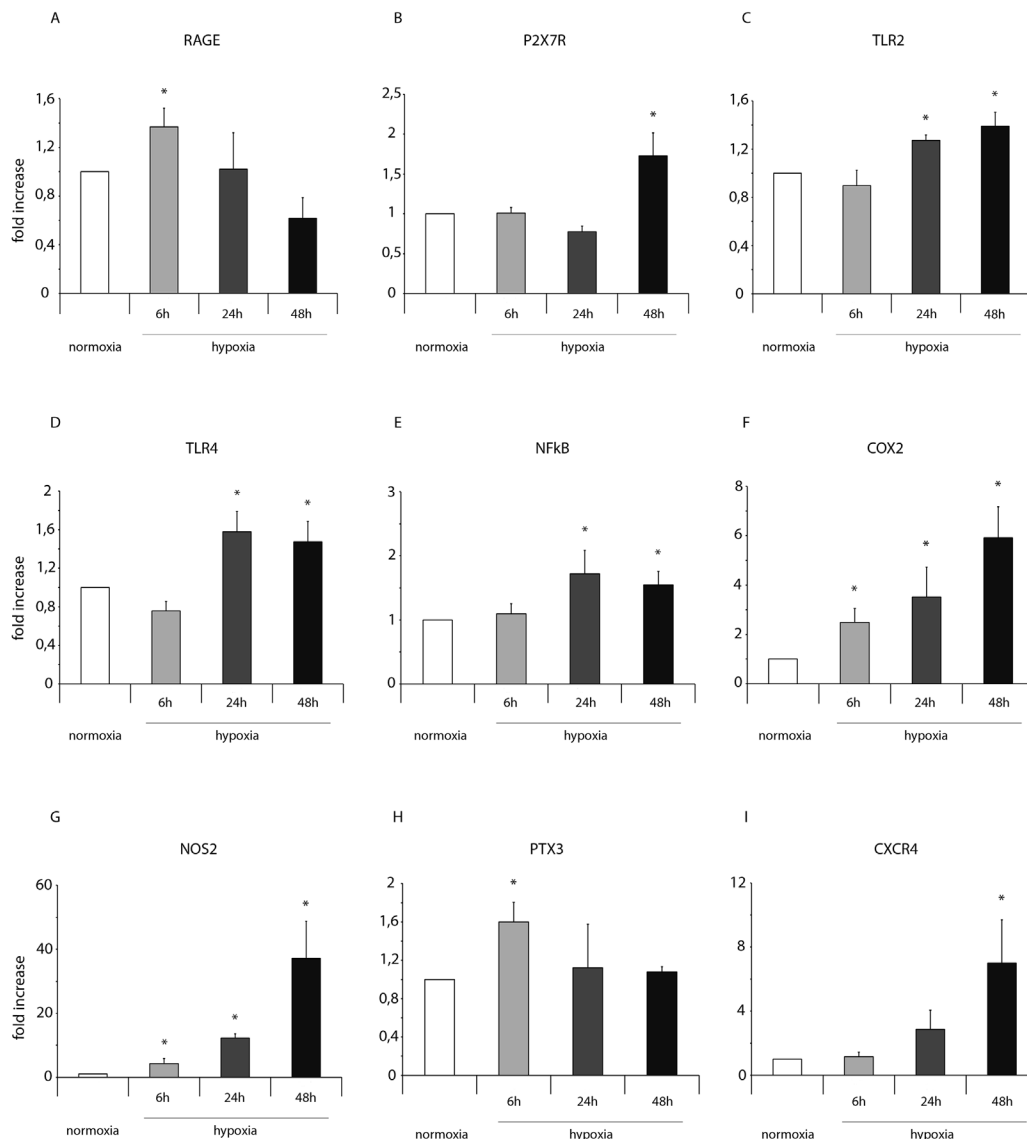 A
RAGE
fold increase
1,6
1,2
0,8
0,4
0
*
6h 24h 48h
normoxia hypoxia
B
P2X7R
2,5
2
1,5
1
0,5
0
*
6h 24h 48h
normoxia hypoxia
C
TLR2
1,6
1,2
0,8
0,4
0
* *
6h 24h 48h
normoxia hypoxia
D
TLR4
fold increase
2
1,6
1,2
0,8
0,4
0
* *
6h 24h 48h
normoxia hypoxia
E
NFkB
3
2
1
0
* *
6h 24h 48h
normoxia hypoxia
F
COX2
8
6
4
2
0
* * *
6h 24h 48h
normoxia hypoxia
G
NOS2
fold increase
60
40
20
0
* * *
6h 24h 48h
normoxia hypoxia
H
PTX3
2
1,6
1,2
0,8
0,4
0
*
6h 24h 48h
normoxia hypoxia
I
CXCR4
12
8
4
0
*
6h 24h 48h
normoxia hypoxia